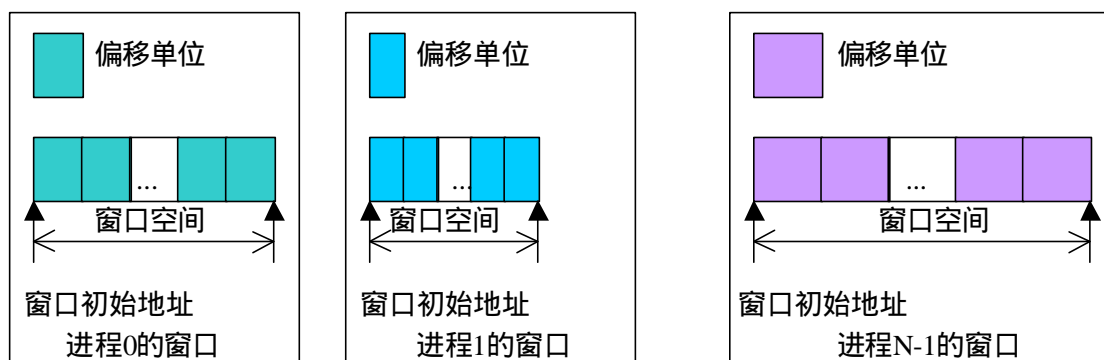 偏移单位
偏移单位
偏移单位
...
...
...
窗口空间
窗口空间
窗口空间
窗口初始地址
窗口初始地址
窗口初始地址
进程0的窗口
进程1的窗口
进程N-1的窗口